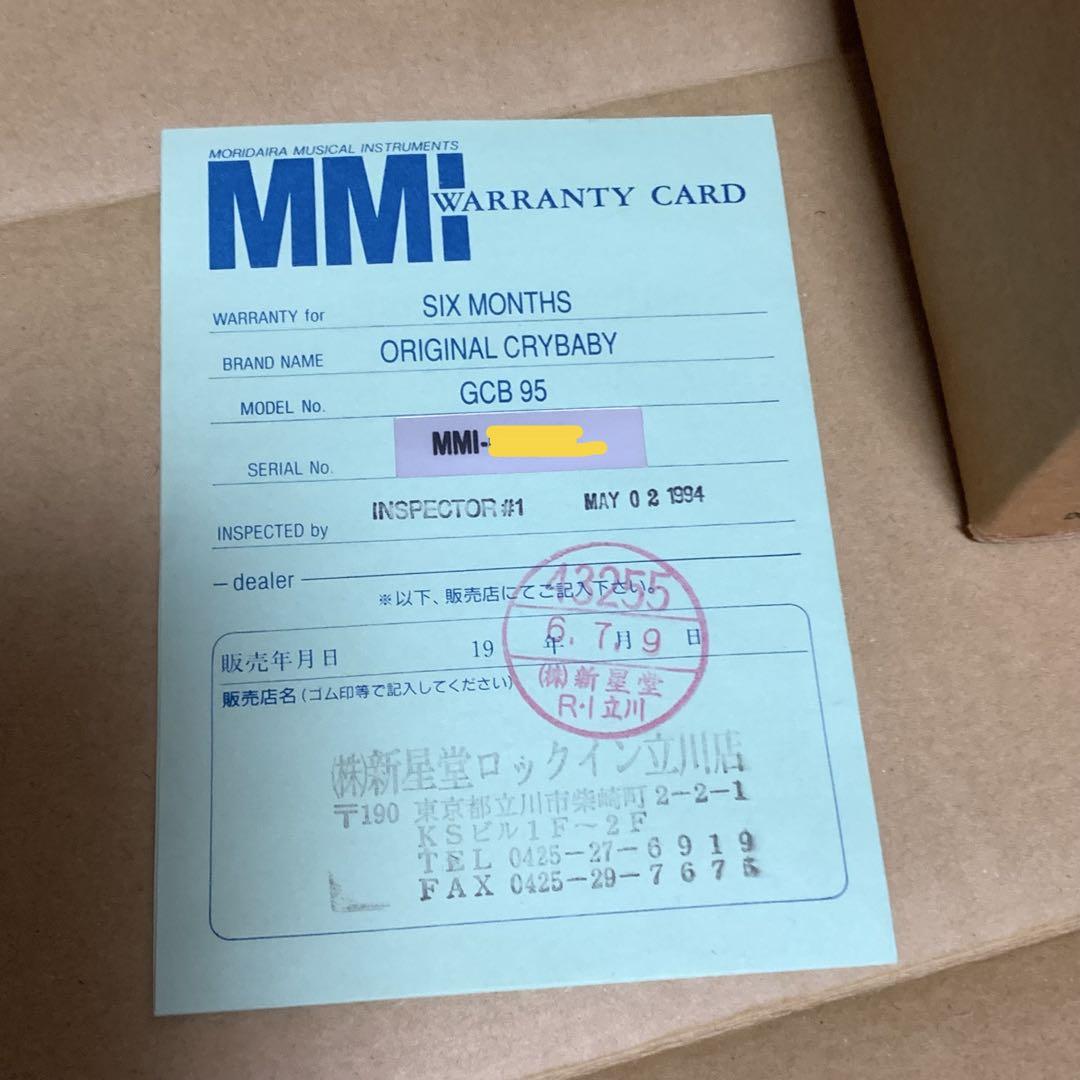 MORIDAIRA MUSICAL INSTRUMENTS
MMI WARRANTY CARD
WARRANTY for SIX MONTHS
BRAND NAME ORIGINAL CRYBABY
MODEL No. GCB 95
SERIAL No. MMI-
INSPECTED by INSPECTOR #1 MAY 02 1994
dealer
※以下、販売店にてご記入下さい。
43255
販売年月日 19 年 月 日
6. 7. 9
販売店名(ゴム印等で記入してください)
(株)新星堂
R·I立川
(株)新星堂ロックイン立川店
〒190 東京都立川市柴崎町2-2-1
KSビル1F~2F
TEL 0425-27-6919
FAX 0425-29-7675